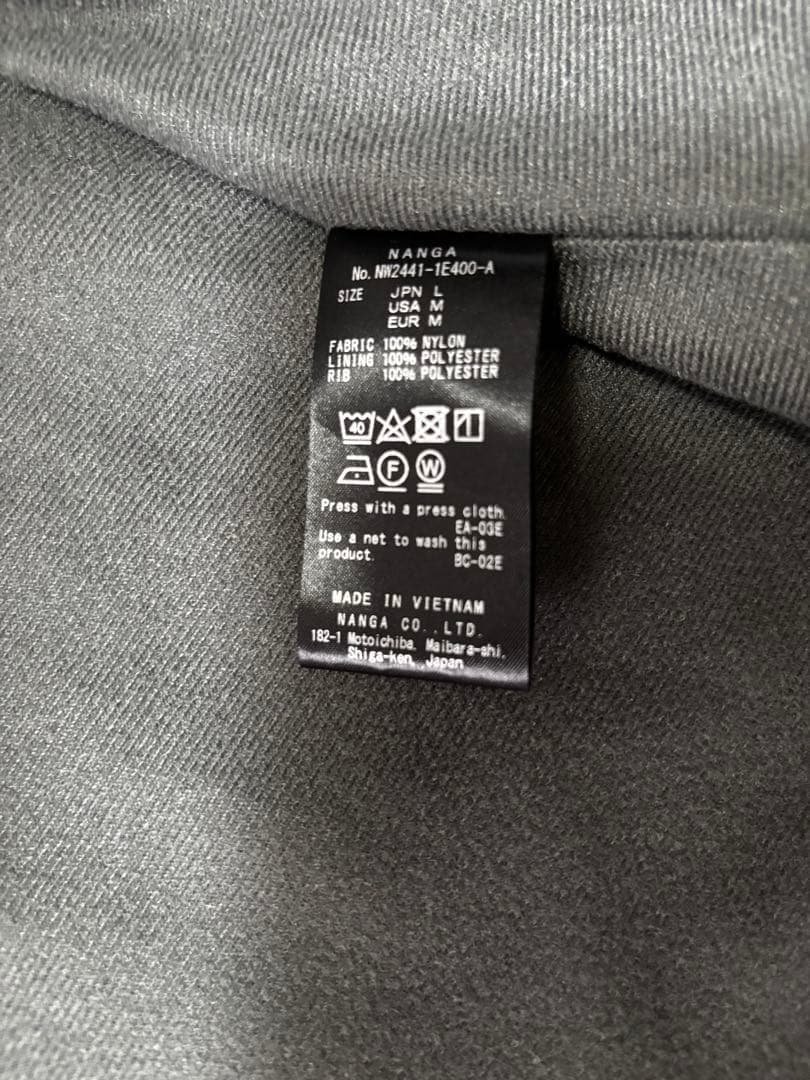 NANGA
No. NW2441-1E400-A
SIZE JPN L
USA M
EUR M
FABRIC 100% NYLON
LINING 100% POLYESTER
RIB 100% POLYESTER
40
F W
Press with a press cloth.
EA-03E
Use a net to wash this
product.
BC-02E
MADE IN VIETNAM
NANGA CO.,LTD.
182-1 Motoichiba. Maibara-shi.
Shiga-ken, Japan